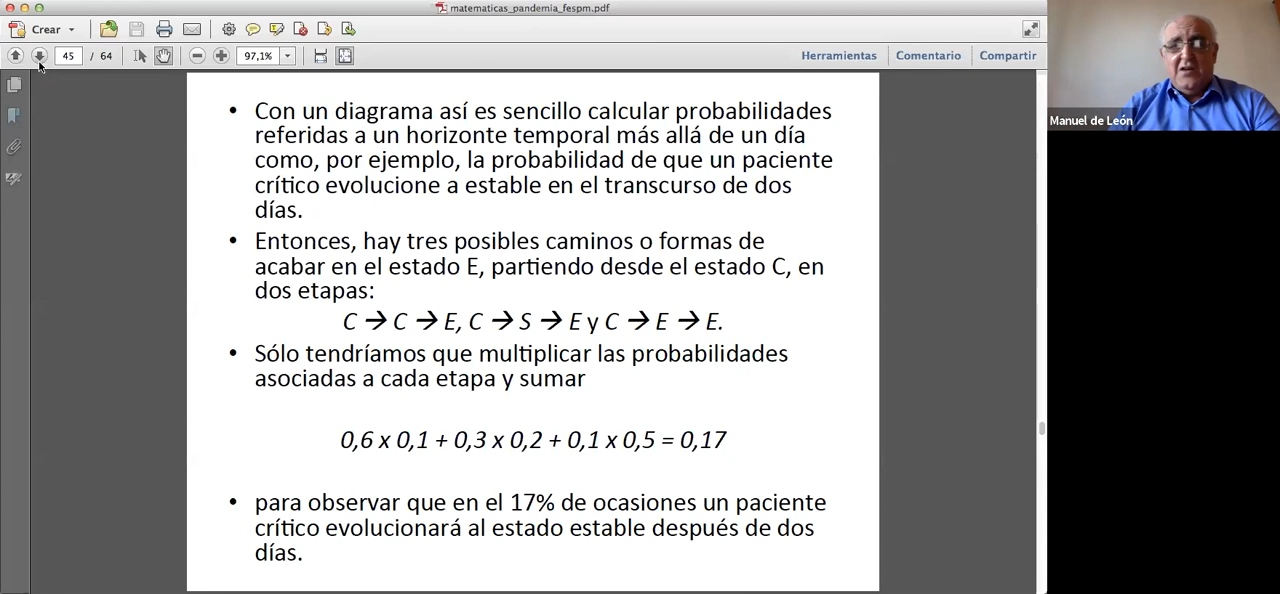 matematicas_pandemia_fespm.pdf
Crear
45 / 64 97,1% Herramientas Comentario Compartir
Manuel de León
• Con un diagrama así es sencillo calcular probabilidades
referidas a un horizonte temporal más allá de un día
como, por ejemplo, la probabilidad de que un paciente
crítico evolucione a estable en el transcurso de dos
días.
• Entonces, hay tres posibles caminos o formas de
acabar en el estado E, partiendo desde el estado C, en
dos etapas:
C → C → E, C → S → E y C → E → E.
• Sólo tendríamos que multiplicar las probabilidades
asociadas a cada etapa y sumar
0,6 x 0,1 + 0,3 x 0,2 + 0,1 x 0,5 = 0,17
• para observar que en el 17% de ocasiones un paciente
crítico evolucionará al estado estable después de dos
días.